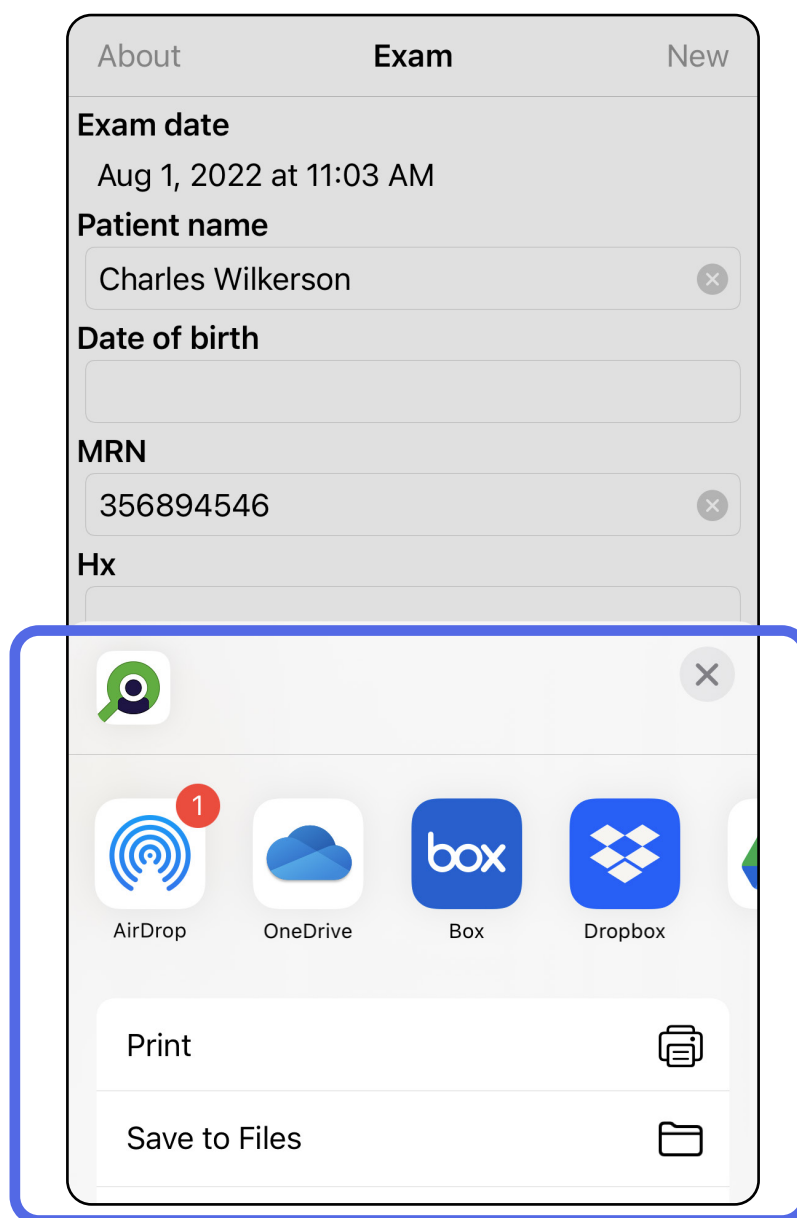 About Exam New
Exam date
Aug 1, 2022 at 11:03 AM
Patient name
Charles Wilkerson
Date of birth
MRN
356894546
Hx
1
box
AirDrop OneDrive Box Dropbox
Print
Save to Files